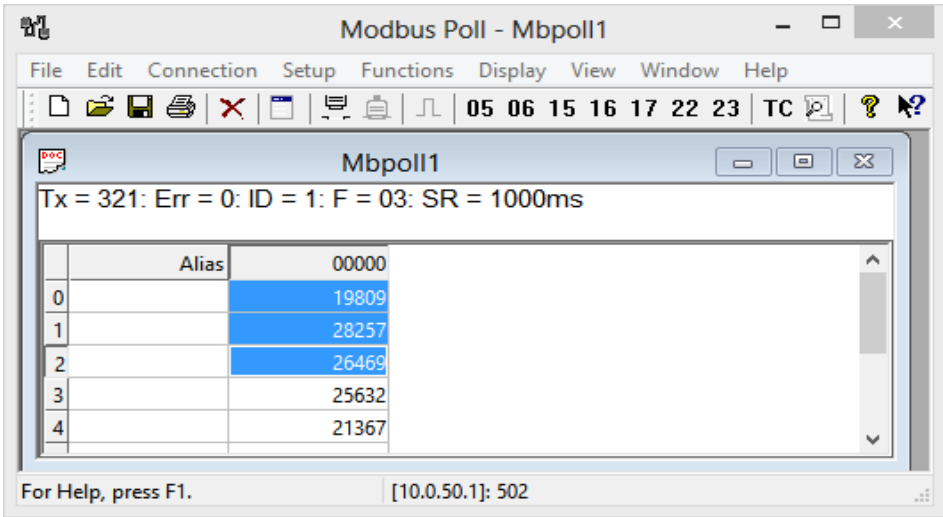 Modbus Poll - Mbpoll1
File Edit Connection Setup Functions Display View Window Help
05 06 15 16 17 22 23 TC
Mbpoll1
Tx = 321: Err = 0: ID = 1: F = 03: SR = 1000ms
Alias 00000
0 19809
1 28257
2 26469
3 25632
4 21367
For Help, press F1. [10.0.50.1]: 502